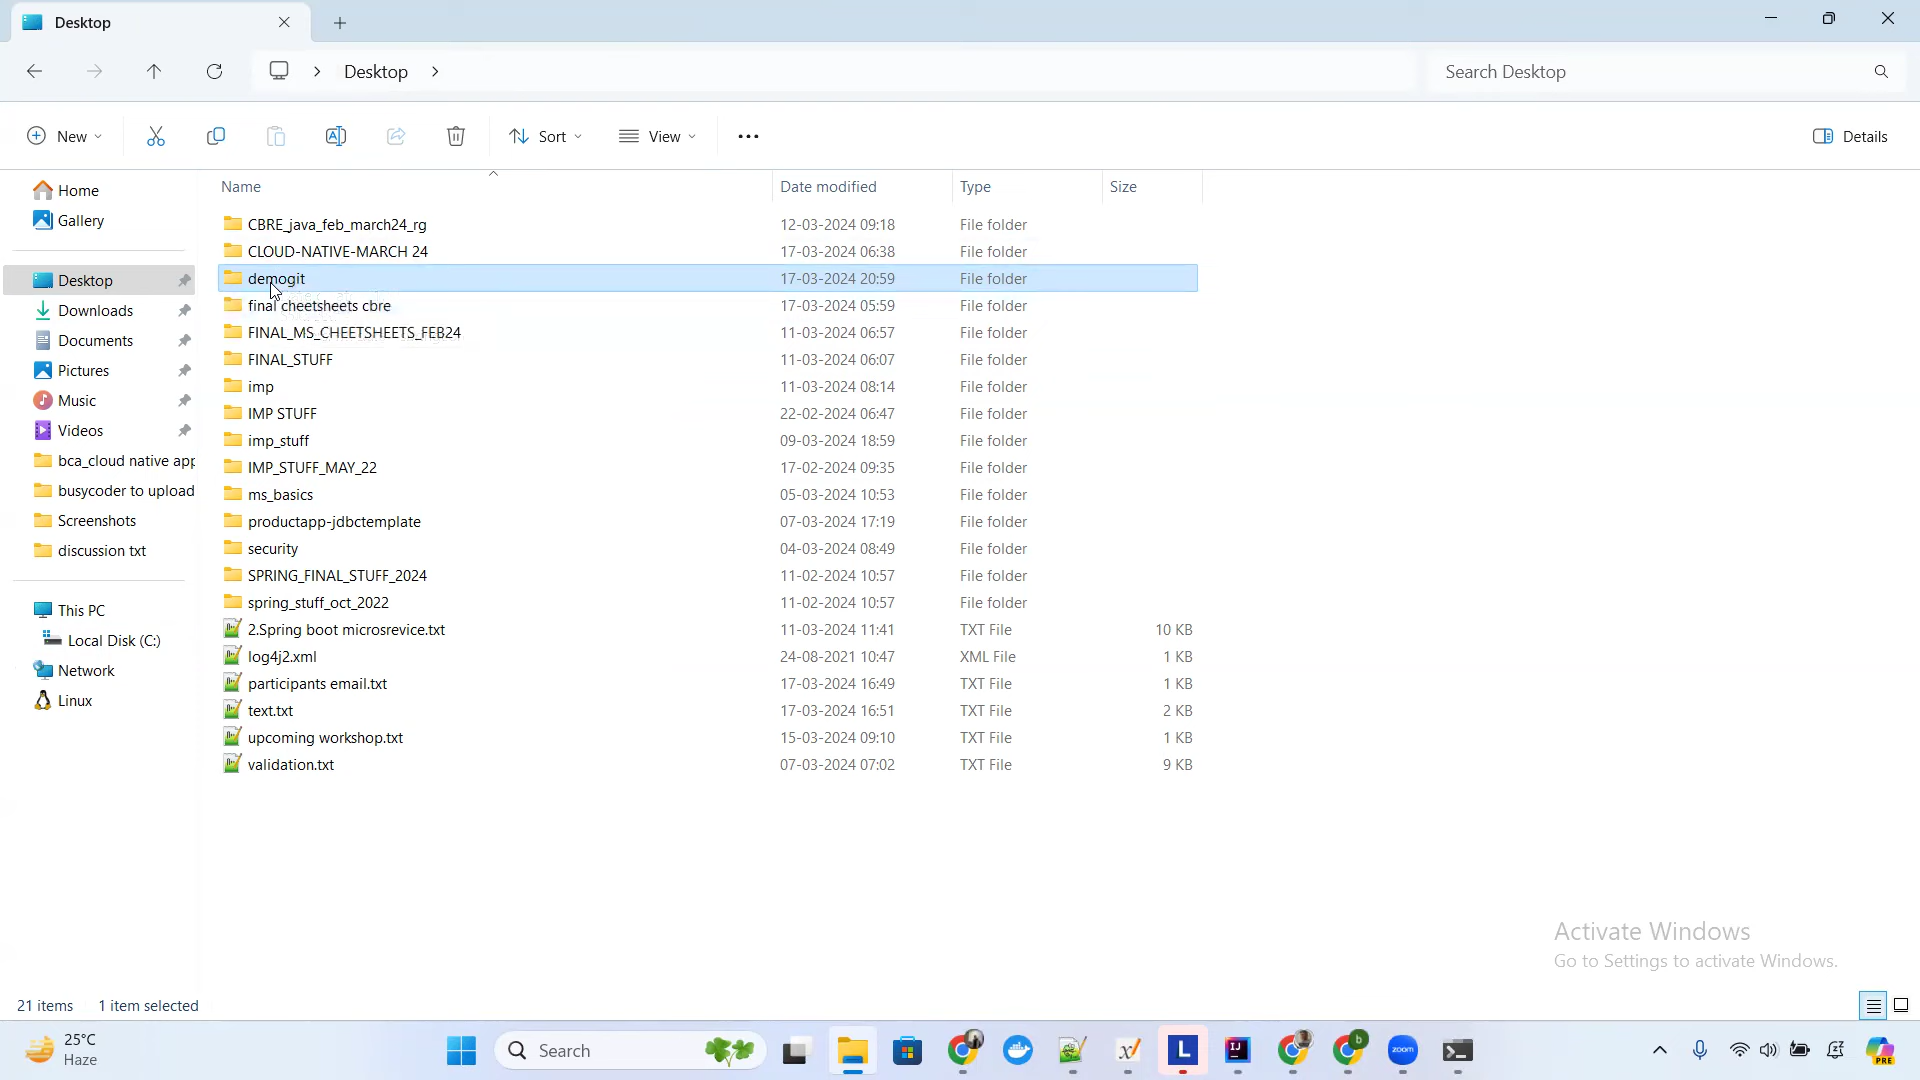 Desktop
Desktop
Search Desktop
New
Sort
View
Details
Name Date modified Type Size
Home
Gallery
Desktop
Downloads
Documents
Pictures
Music
Videos
bca_cloud native app
busycoder to upload
Screenshots
discussion txt
This PC
Local Disk (C:)
Network
Linux
CBRE_java_feb_march24_rg 12-03-2024 09:18 File folder
CLOUD-NATIVE-MARCH 24 17-03-2024 06:38 File folder
demogit 17-03-2024 20:59 File folder
final cheetsheets cbre 17-03-2024 05:59 File folder
FINAL_MS_CHEETSHEETS_FEB24 11-03-2024 06:57 File folder
FINAL_STUFF 11-03-2024 06:07 File folder
imp 11-03-2024 08:14 File folder
IMP STUFF 22-02-2024 06:47 File folder
imp_stuff 09-03-2024 18:59 File folder
IMP_STUFF_MAY_22 17-02-2024 09:35 File folder
ms_basics 05-03-2024 10:53 File folder
productapp-jdbctemplate 07-03-2024 17:19 File folder
security 04-03-2024 08:49 File folder
SPRING_FINAL_STUFF_2024 11-02-2024 10:57 File folder
spring_stuff_oct_2022 11-02-2024 10:57 File folder
2.Spring boot microsrevice.txt 11-03-2024 11:41 TXT File 10 KB
log4j2.xml 24-08-2021 10:47 XML File 1 KB
participants email.txt 17-03-2024 16:49 TXT File 1 KB
text.txt 17-03-2024 16:51 TXT File 2 KB
upcoming workshop.txt 15-03-2024 09:10 TXT File 1 KB
validation.txt 07-03-2024 07:02 TXT File 9 KB
Activate Windows
Go to Settings to activate Windows.
21 items 1 item selected
25°C
Haze
Search
L
IJ
b
zoom
PRE